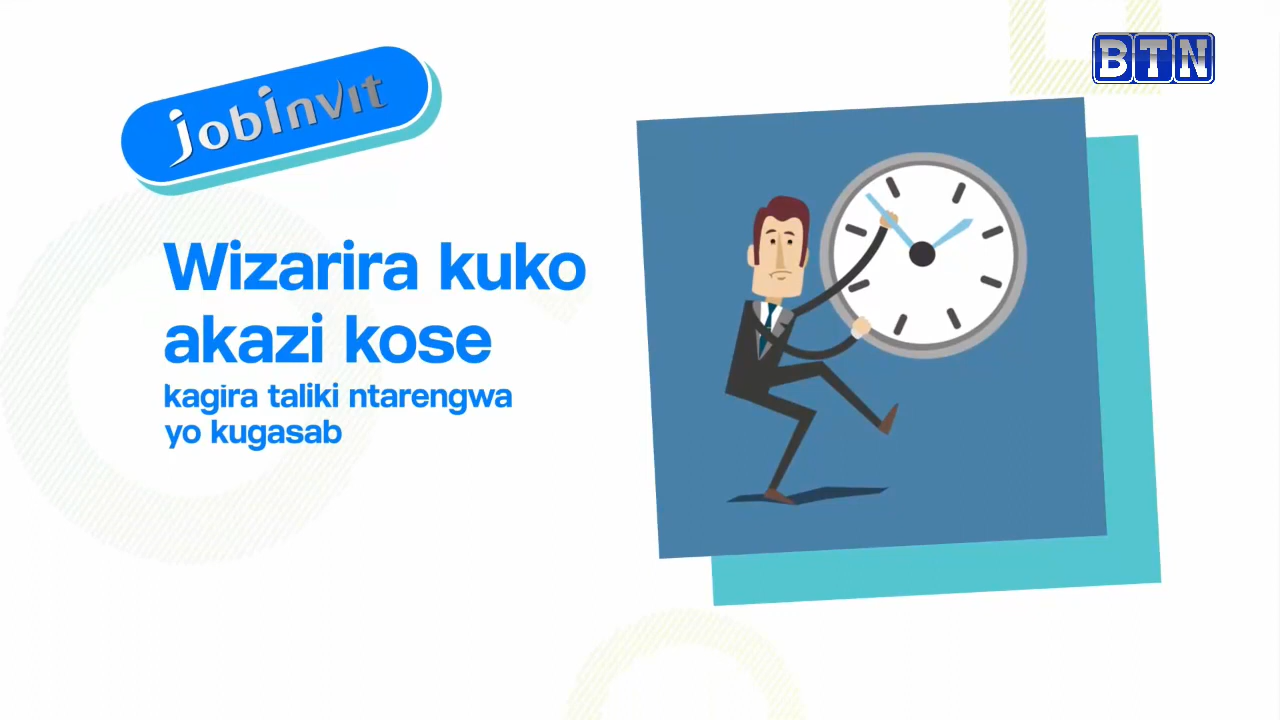 jobinvit
BTN
Wizarira kuko
akazi kose
kagira taliki ntarengwa
yo kugasab